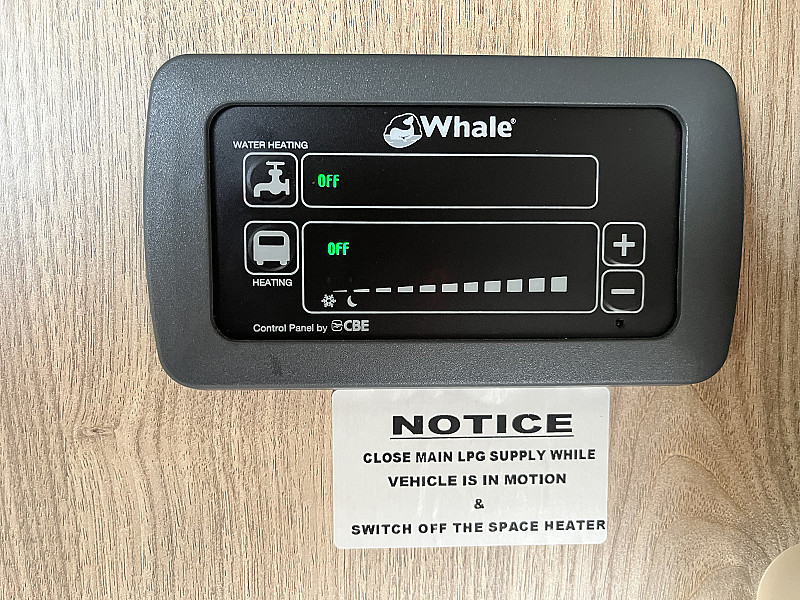 Whale®
WATER HEATING
OFF
OFF
HEATING
Control Panel by CBE
NOTICE
CLOSE MAIN LPG SUPPLY WHILE
VEHICLE IS IN MOTION
&
SWITCH OFF THE SPACE HEATER